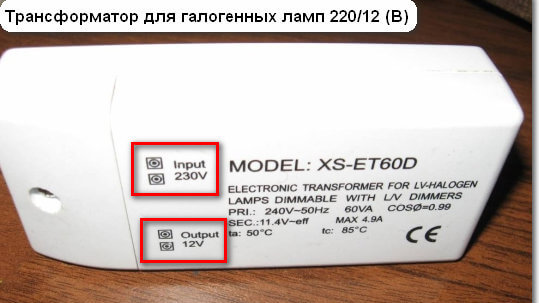 Трансформатор для галогенных ламп 220/12 (В)
Input
230V
MODEL: XS-ET60D
ELECTRONIC TRANSFORMER FOR LV-HALOGEN
LAMPS DIMMABLE WITH L/V DIMMERS
PRI.: 240V~50Hz 60VA COSØ=0.99
SEC.:11.4V~eff MAX 4.9A
ta: 50°C tc: 85°C
Output
12V
CE